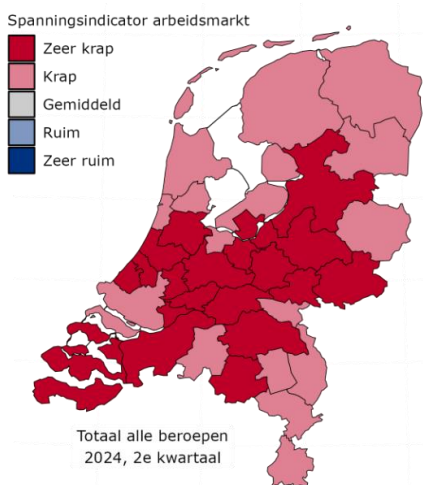 Spanningsindicator arbeidsmarkt
Zeer krap
Krap
Gemiddeld
Ruim
Zeer ruim
Totaal alle beroepen
2024, 2e kwartaal